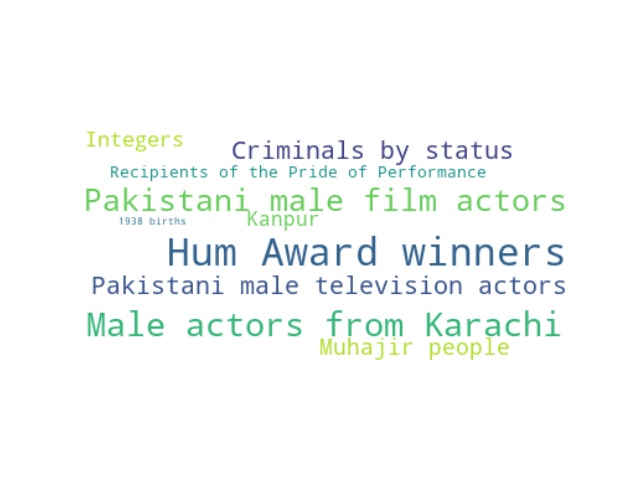 Integers
Criminals by status
Recipients of the Pride of Performance
Pakistani male film actors
Kanpur
1938 births
Hum Award winners
Pakistani male television actors
Male actors from Karachi
Muhajir people